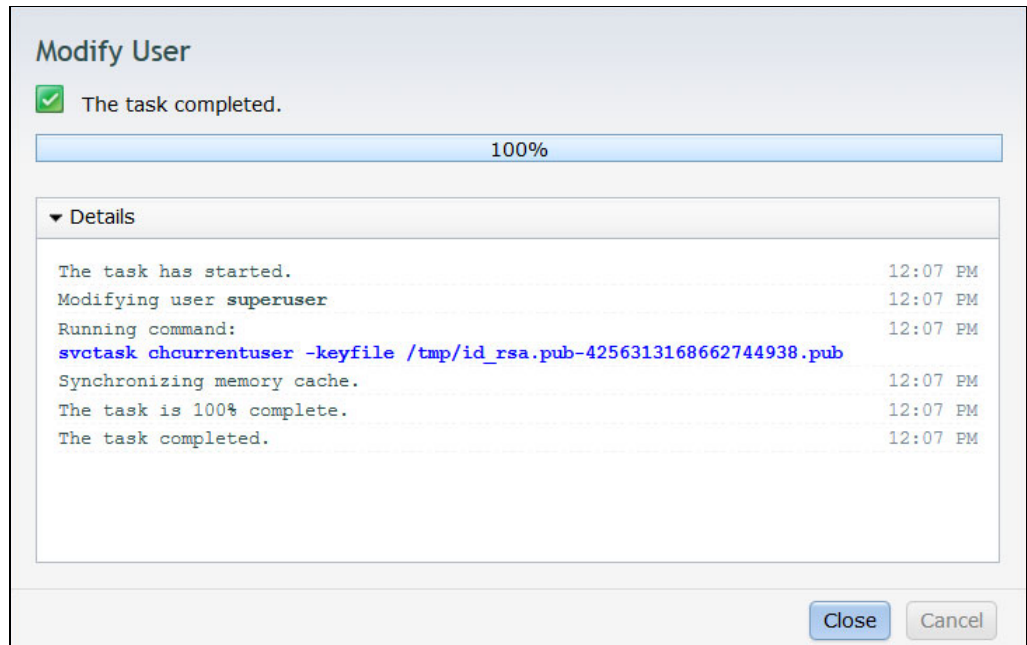 Modify User
The task completed.
100%
Details
The task has started. 12:07 PM
Modifying user superuser 12:07 PM
Running command: 12:07 PM
svctask chcurrentuser -keyfile /tmp/id_rsa.pub-4256313168662744938.pub
Synchronizing memory cache. 12:07 PM
The task is 100% complete. 12:07 PM
The task completed. 12:07 PM
Close Cancel